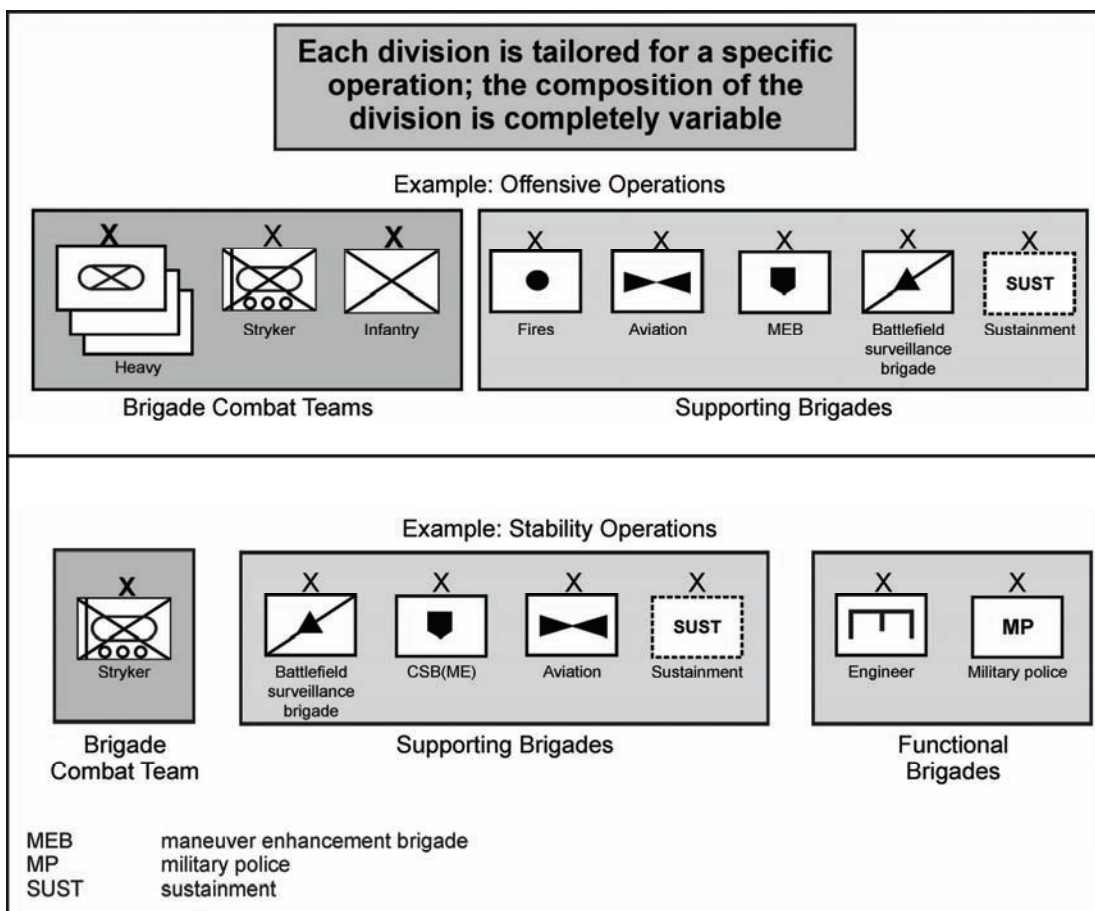 Each division is tailored for a specific
operation; the composition of the
division is completely variable
Example: Offensive Operations
X X X X X X X X
SUST
Heavy Stryker Infantry Fires Aviation MEB Battlefield Sustainment
surveillance
brigade
Brigade Combat Teams Supporting Brigades
Example: Stability Operations
X X X X X X X
SUST MP
Stryker Battlefield CSB(ME) Aviation Sustainment Engineer Military police
surveillance
brigade
Brigade Supporting Brigades Functional
Combat Team Brigades
MEB maneuver enhancement brigade
MP military police
SUST sustainment